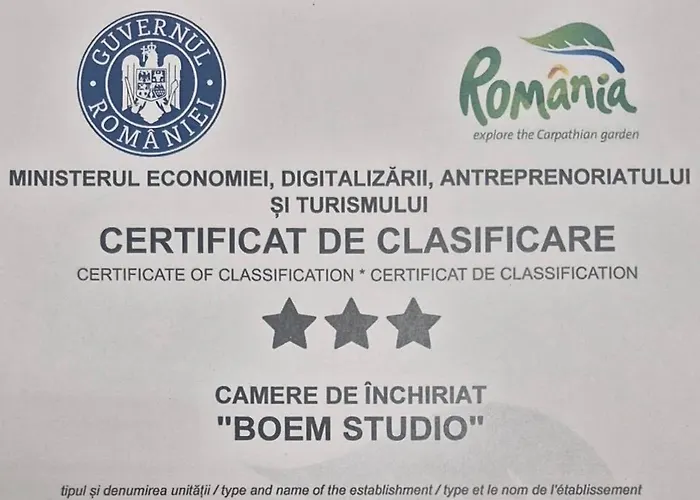 GUVERNUL
ROMÂNIEI
România
explore the Carpathian garden
MINISTERUL ECONOMIEI, DIGITALIZĂRII, ANTREPRENORIATULUI
ȘI TURISMULUI
CERTIFICAT DE CLASIFICARE
CERTIFICATE OF CLASSIFICATION * CERTIFICAT DE CLASSIFICATION
CAMERE DE ÎNCHIRIAT
"BOEM STUDIO"
tipul și denumirea unității / type and name of the establishment / type et le nom de l'établissement